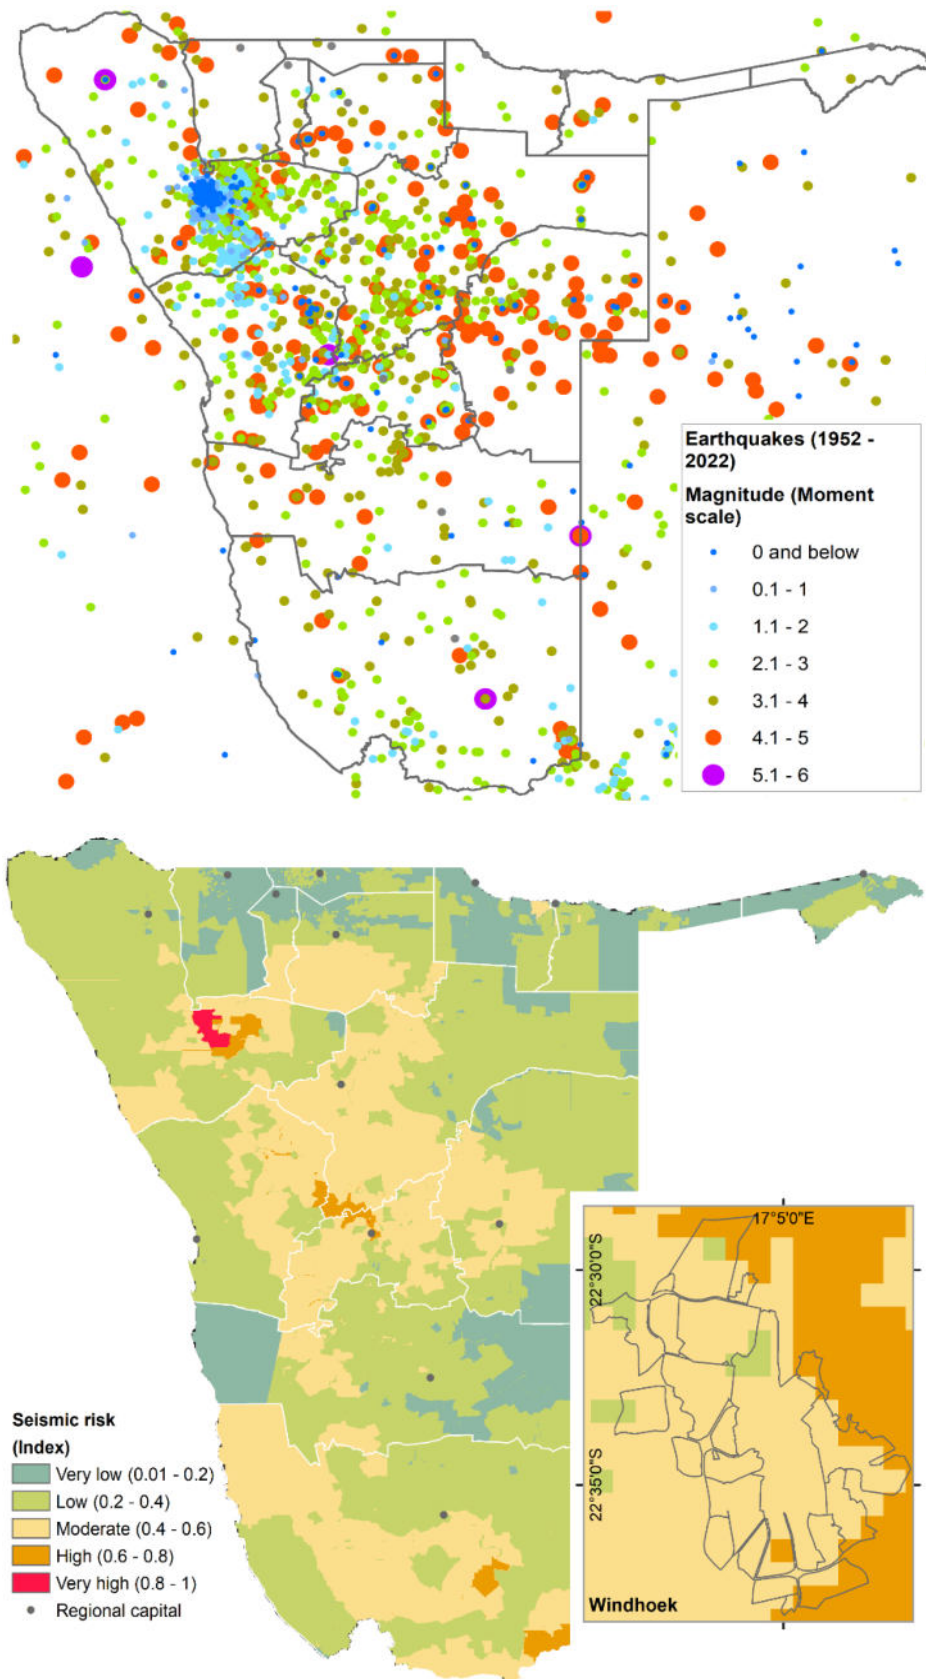 Earthquakes (1952 -
2022)
Magnitude (Moment
scale)
0 and below
0.1 - 1
1.1 - 2
2.1 - 3
3.1 - 4
4.1 - 5
5.1 - 6
17°5'0"E
22°30'0"S
22°35'0"S
Windhoek
Seismic risk
(Index)
Very low (0.01 - 0.2)
Low (0.2 - 0.4)
Moderate (0.4 - 0.6)
High (0.6 - 0.8)
Very high (0.8 - 1)
Regional capital